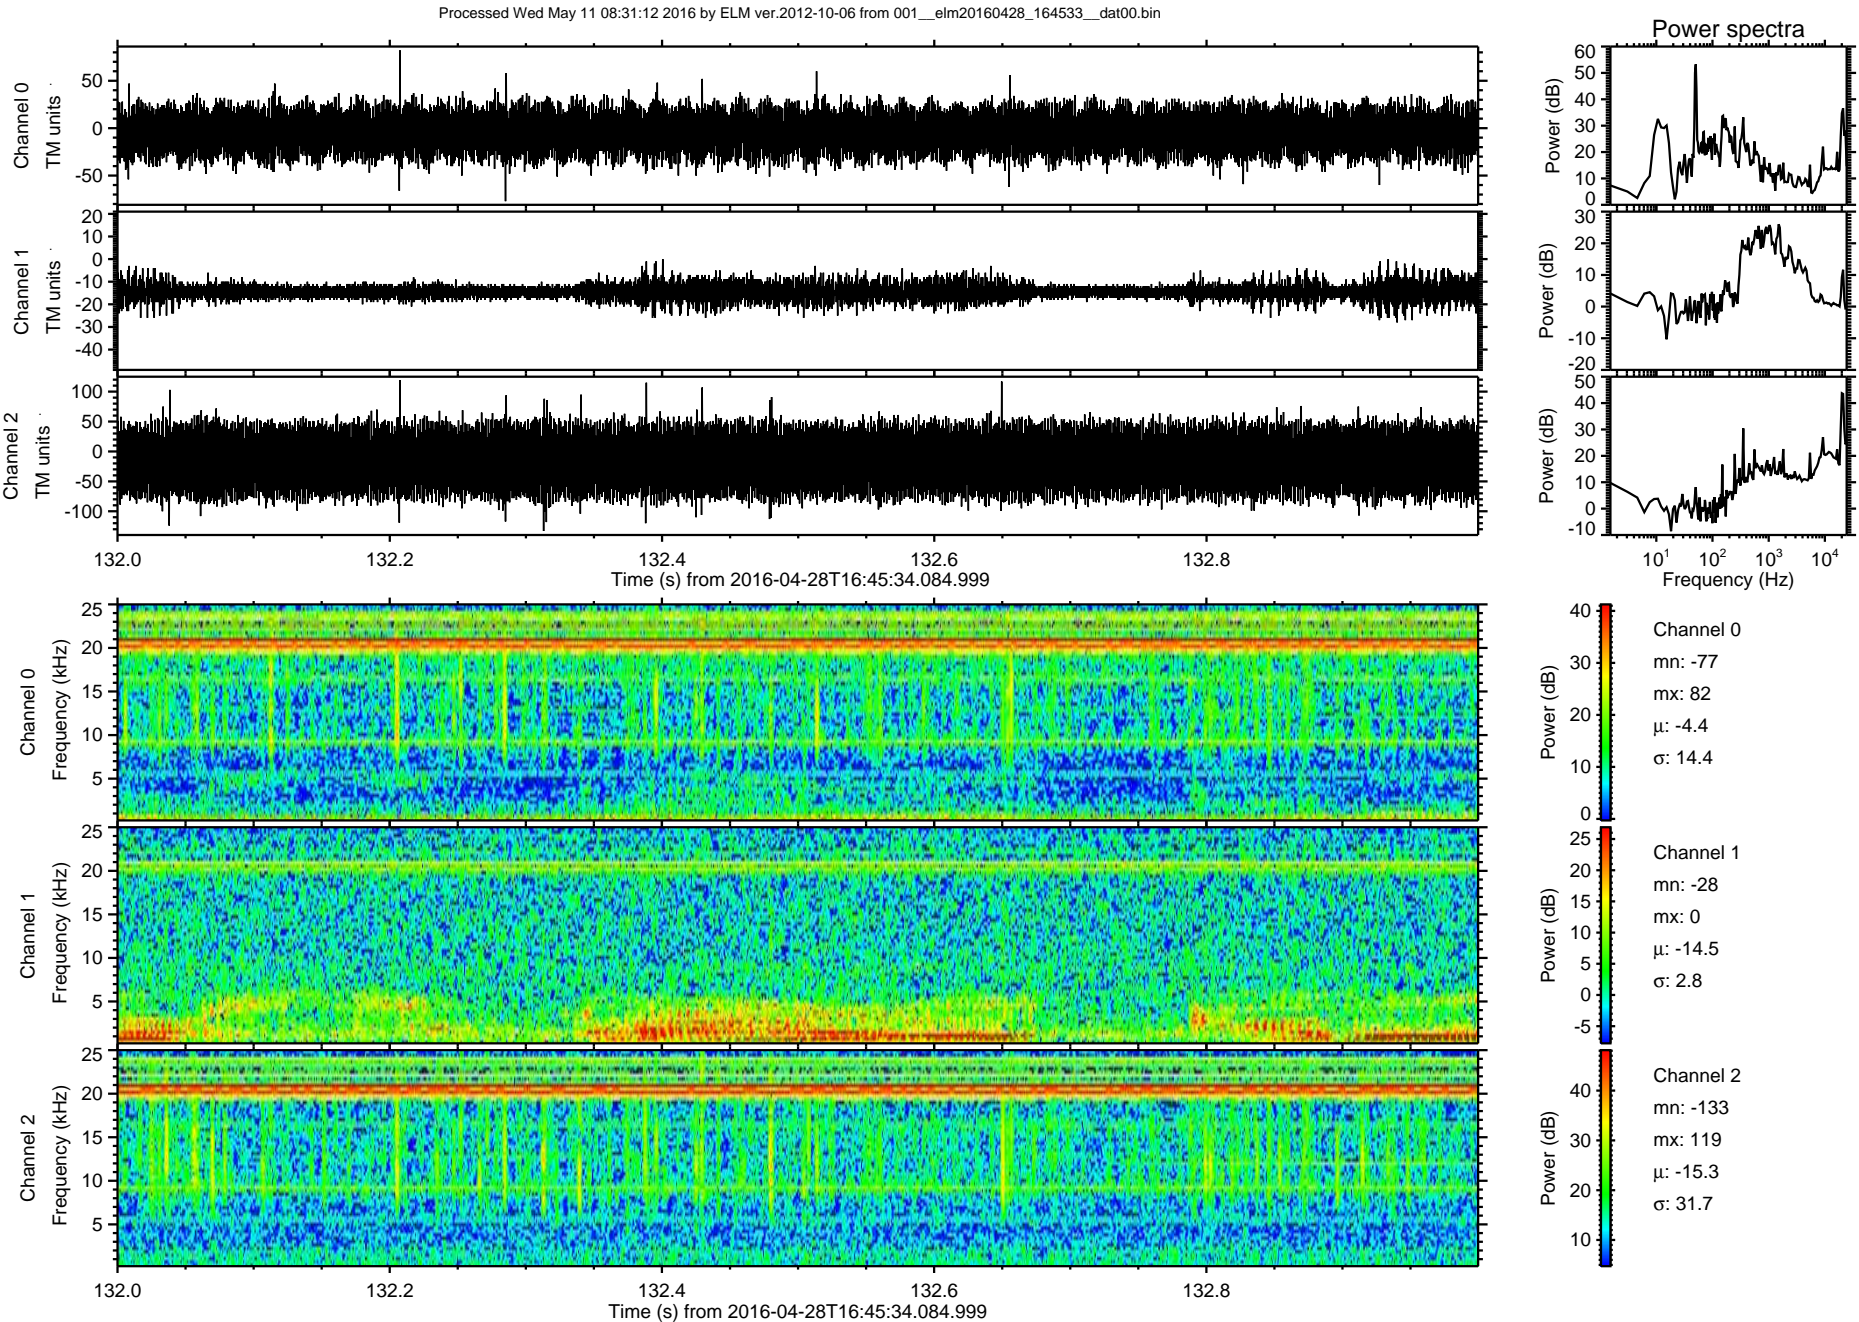 Processed Wed May 11 08:31:12 2016 by ELM ver.2012-10-06 from 001__elm20160428_164533__dat00.bin
Power spectra
Channel 0
TM units
50
0
-50
Power (dB)
60
50
40
30
20
10
0
Channel 1
TM units
20
10
0
-10
-20
-30
-40
Power (dB)
30
20
10
0
-10
-20
Channel 2
TM units
100
50
0
-50
-100
Power (dB)
50
40
30
20
10
0
-10
132.0 132.2 132.4 132.6 132.8
Time (s) from 2016-04-28T16:45:34.084.999
10^1 10^2 10^3 10^4
Frequency (Hz)
Channel 0
Frequency (kHz)
25
20
15
10
5
Power (dB)
40
30
20
10
0
Channel 0
mn: -77
mx: 82
μ: -4.4
σ: 14.4
Channel 1
Frequency (kHz)
25
20
15
10
5
Power (dB)
25
20
15
10
5
0
-5
Channel 1
mn: -28
mx: 0
μ: -14.5
σ: 2.8
Channel 2
Frequency (kHz)
25
20
15
10
5
Power (dB)
40
30
20
10
Channel 2
mn: -133
mx: 119
μ: -15.3
σ: 31.7
132.0 132.2 132.4 132.6 132.8
Time (s) from 2016-04-28T16:45:34.084.999